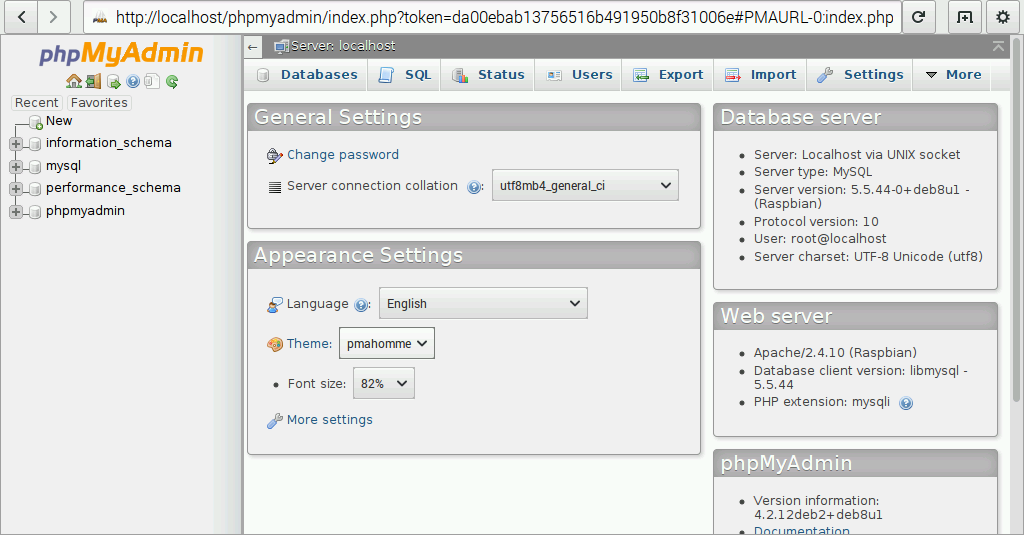 http://localhost/phpmyadmin/index.php?token=da00ebab13756516b491950b8f31006e#PMAURL-0:index.php
phpMyAdmin
Recent Favorites
New
information_schema
mysql
performance_schema
phpmyadmin
Server: localhost
Databases SQL Status Users Export Import Settings More
General Settings
Change password
Server connection collation : utf8mb4_general_ci
Appearance Settings
Language : English
Theme: pmahomme
Font size: 82%
More settings
Database server
Server: Localhost via UNIX socket
Server type: MySQL
Server version: 5.5.44-0+deb8u1 -
(Raspbian)
Protocol version: 10
User: root@localhost
Server charset: UTF-8 Unicode (utf8)
Web server
Apache/2.4.10 (Raspbian)
Database client version: libmysql -
5.5.44
PHP extension: mysqli
phpMyAdmin
Version information:
4.2.12deb2+deb8u1
Documentation